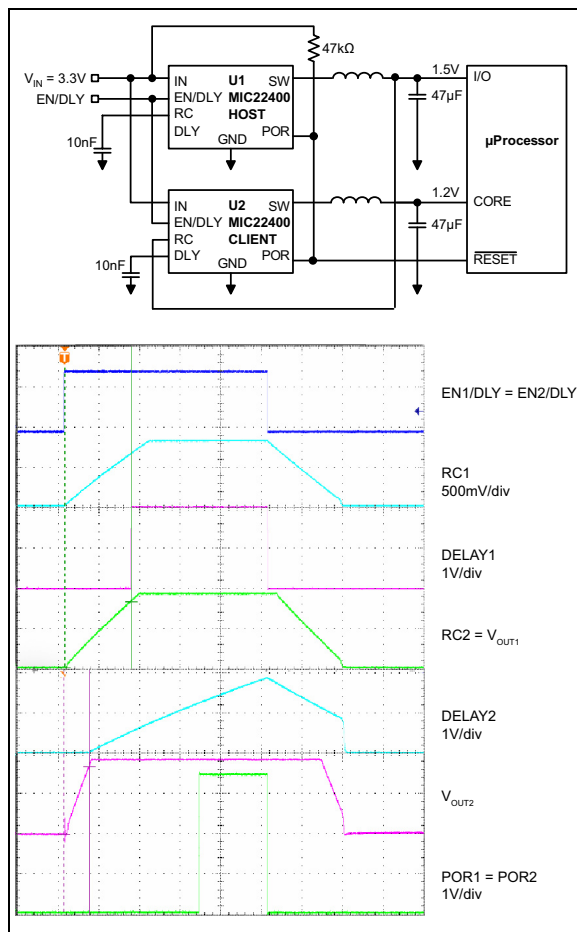 47kΩ
V_IN = 3.3V
EN/DLY
10nF
IN
EN/DLY
RC
DLY
U1
MIC22400
HOST
GND
SW
POR
1.5V
47µF
I/O
µProcessor
IN
EN/DLY
RC
DLY
U2
MIC22400
CLIENT
GND
SW
POR
10nF
1.2V
47µF
CORE
RESET
T
EN1/DLY = EN2/DLY
RC1
500mV/div
DELAY1
1V/div
RC2 = V_OUT1
DELAY2
1V/div
V_OUT2
POR1 = POR2
1V/div